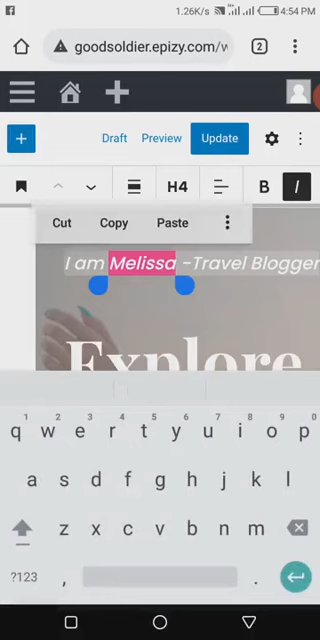 1.26K/s 4:54 PM
goodsoldier.epizy.com/w 2
Draft Preview Update
H4 B I
Cut Copy Paste
I am Melissa -Travel Blogger
Explore
1 2 3 4 5 6 7 8 9 0
q w e r t y u i o p
a s d f g h j k l
z x c v b n m
?123 , .